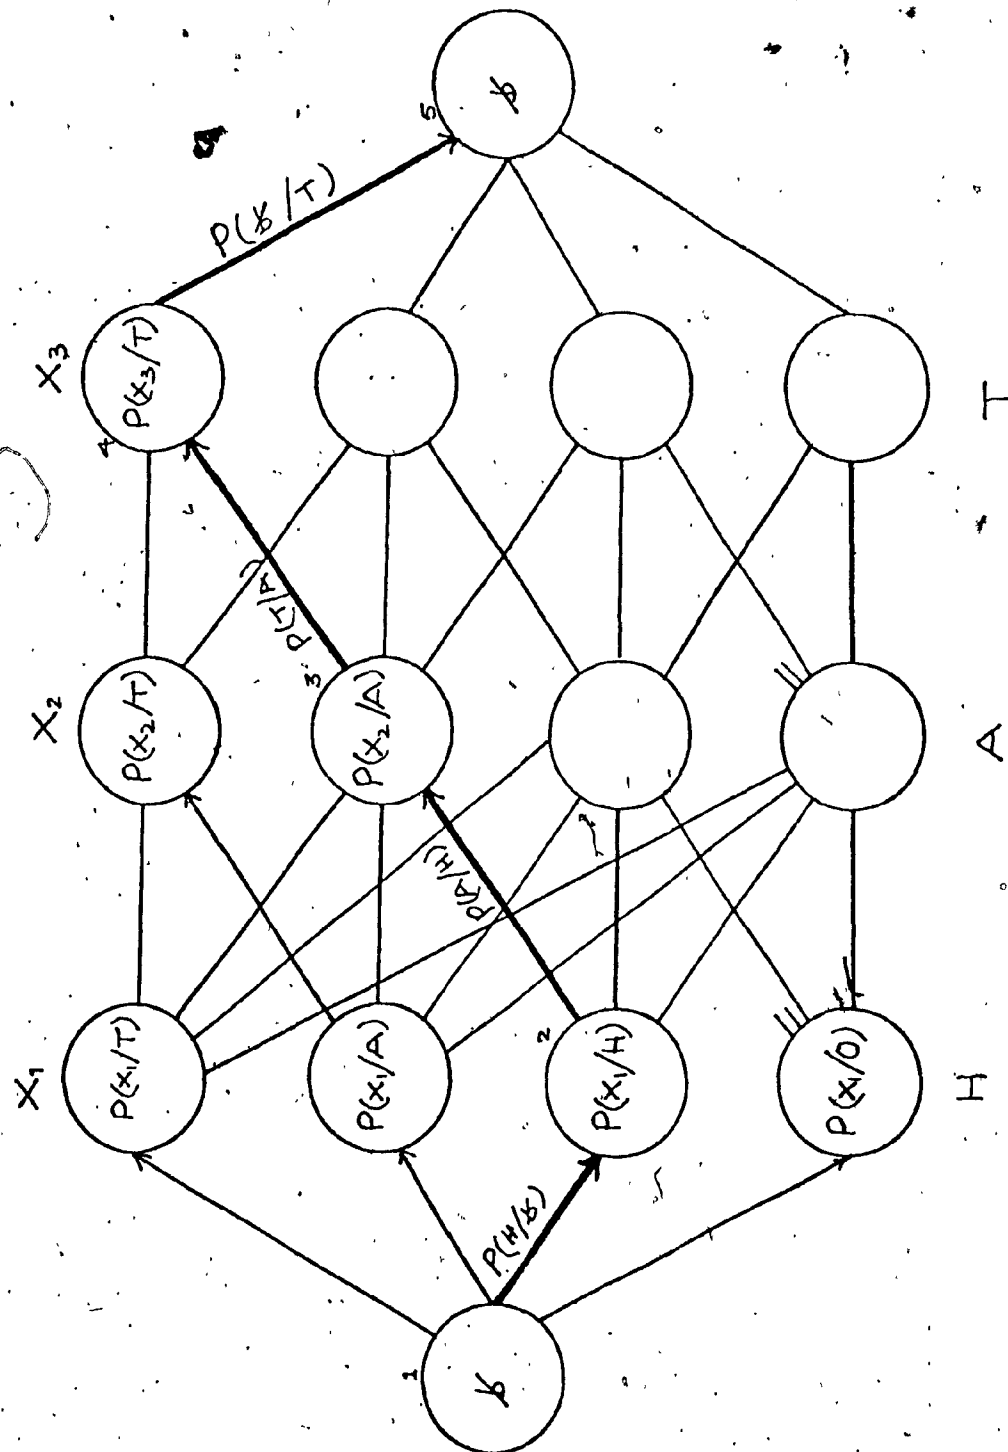 X₁ X₂ X₃
P(X₁/T) P(X₂/T) 4 P(X₃/T)
P(ɮ/T)
P(T/A)
P(X₁/A) 3 P(X₂/A)
P(A/H)
1 ɮ 5 ɮ
P(H/ɮ)
2 P(X₁/H)
P(X₁/O)
H A T